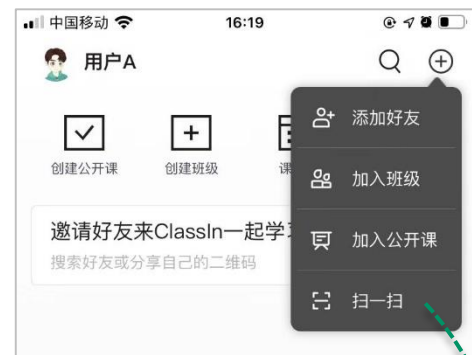 中国移动 16:19
用户A
添加好友
创建公开课 创建班级 课
加入班级
邀请好友来ClassIn一起学
加入公开课
搜索好友或分享自己的二维码
扫一扫